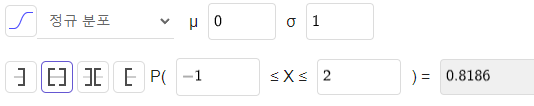 정규 분포 μ 0 σ 1
P( −1 ≤ X ≤ 2 ) = 0.8186